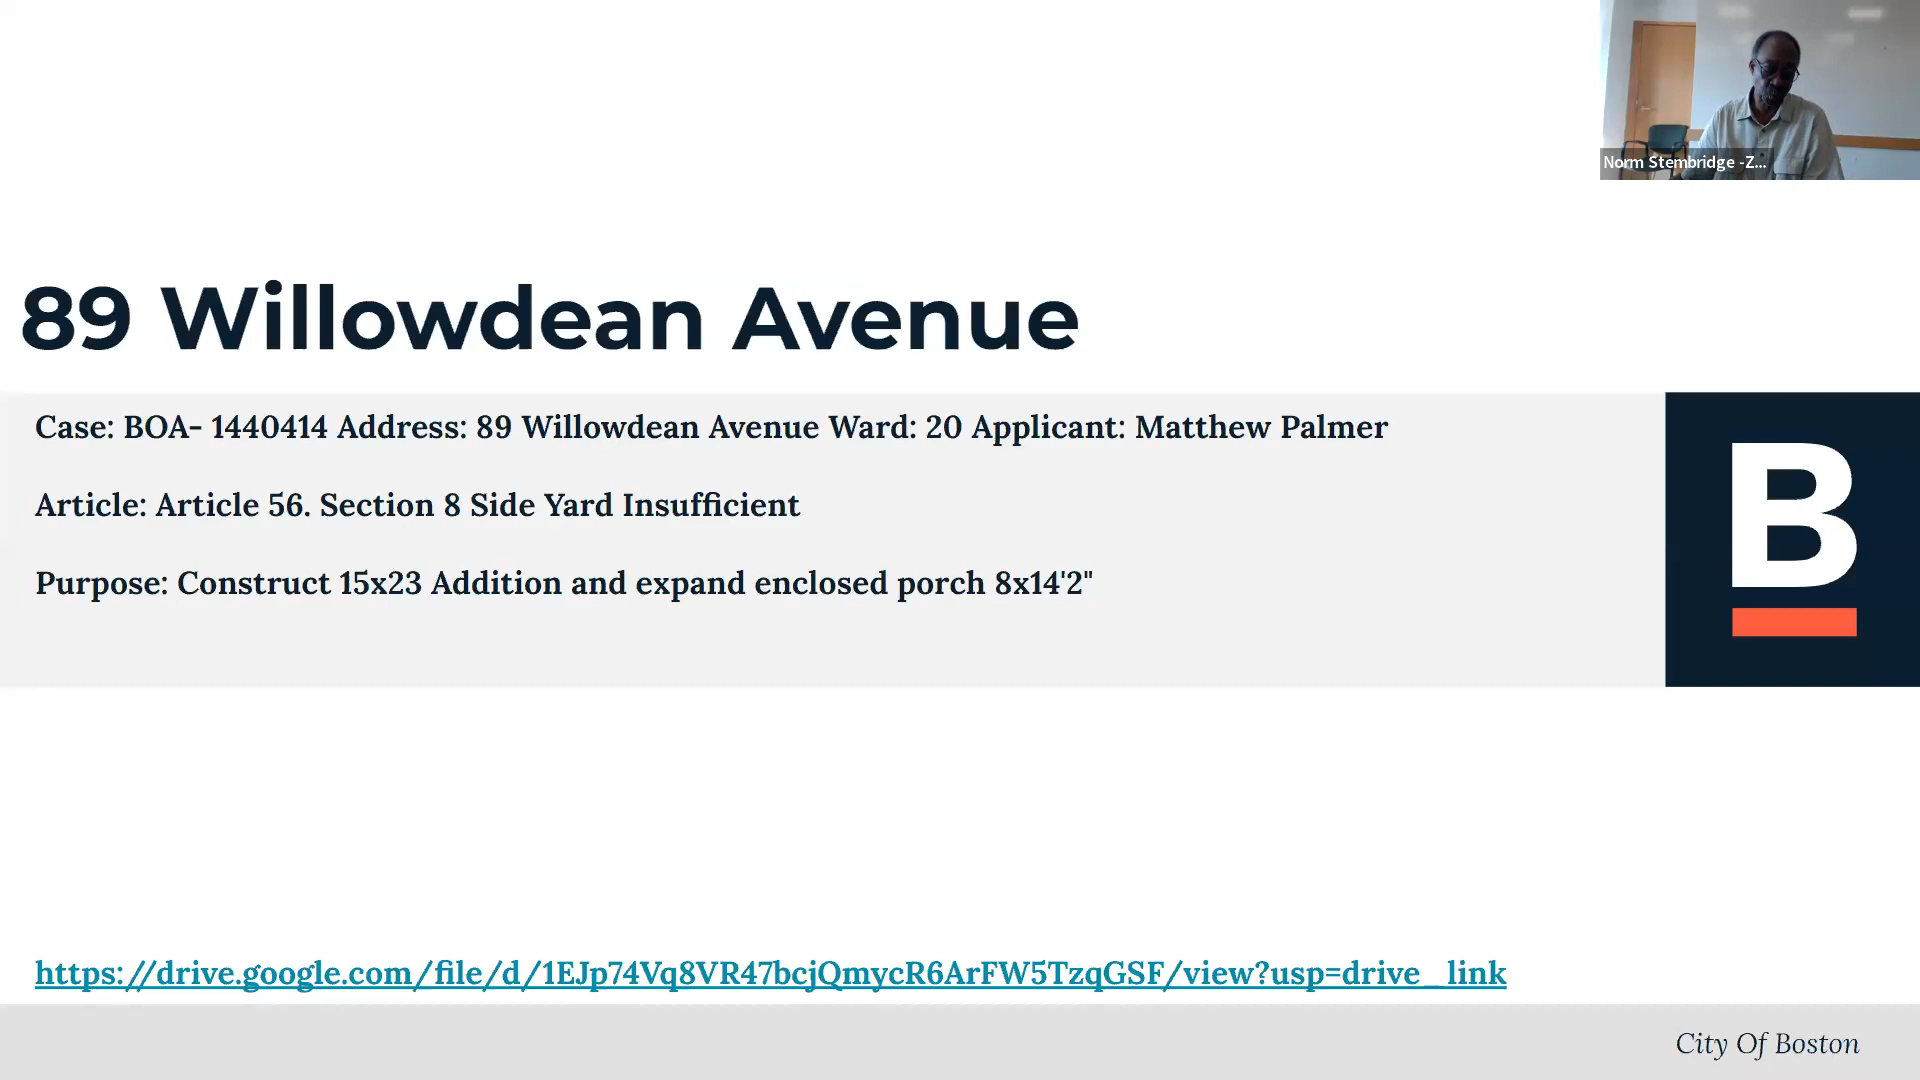 Norm Stembridge -Z...
89 Willowdean Avenue
Case: BOA- 1440414 Address: 89 Willowdean Avenue Ward: 20 Applicant: Matthew Palmer
Article: Article 56. Section 8 Side Yard Insufficient
Purpose: Construct 15x23 Addition and expand enclosed porch 8x14'2"
B
https://drive.google.com/file/d/1EJp74Vq8VR47bcjQmycR6ArFW5TzqGSF/view?usp=drive_link
City Of Boston